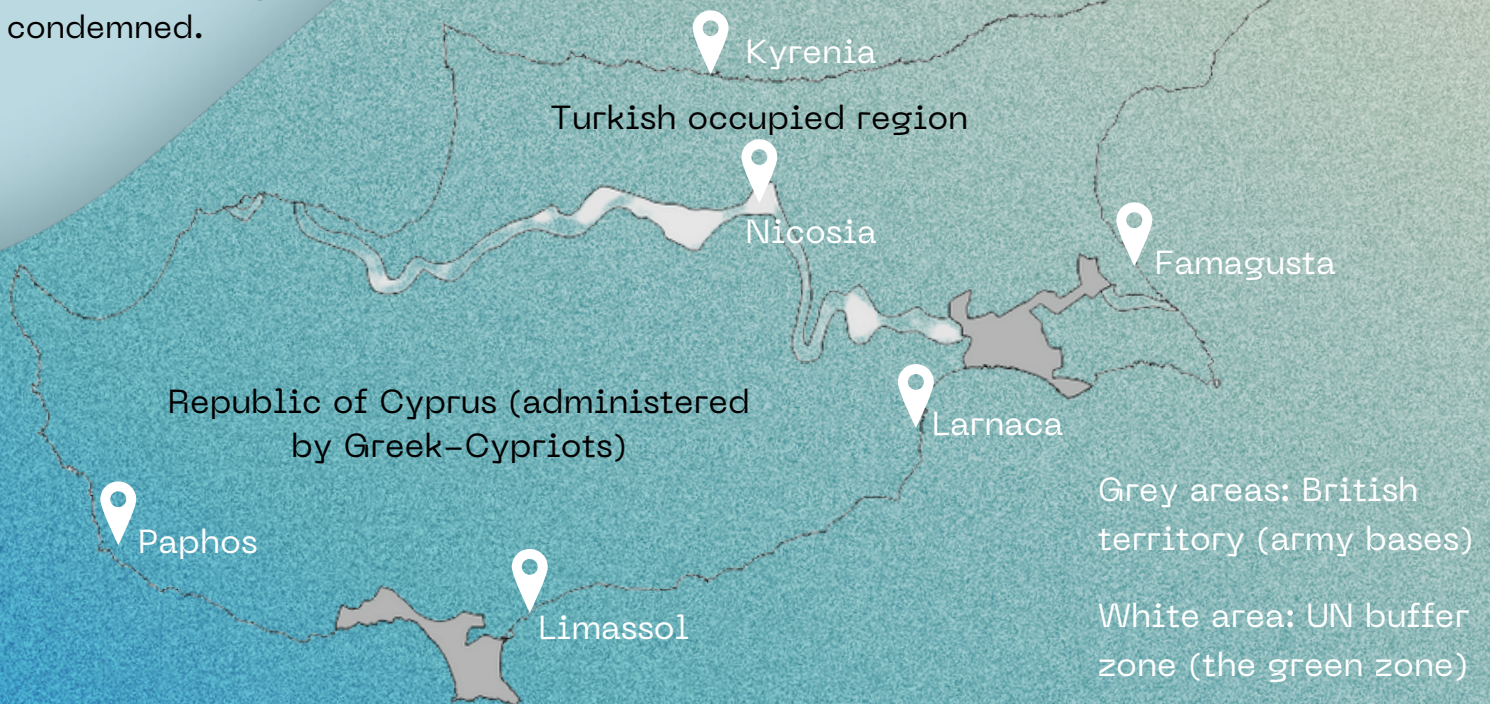 condemned.
Kyrenia
Turkish occupied region
Nicosia
Famagusta
Republic of Cyprus (administered
by Greek-Cypriots)
Larnaca
Grey areas: British
territory (army bases)
Paphos
Limassol
White area: UN buffer
zone (the green zone)